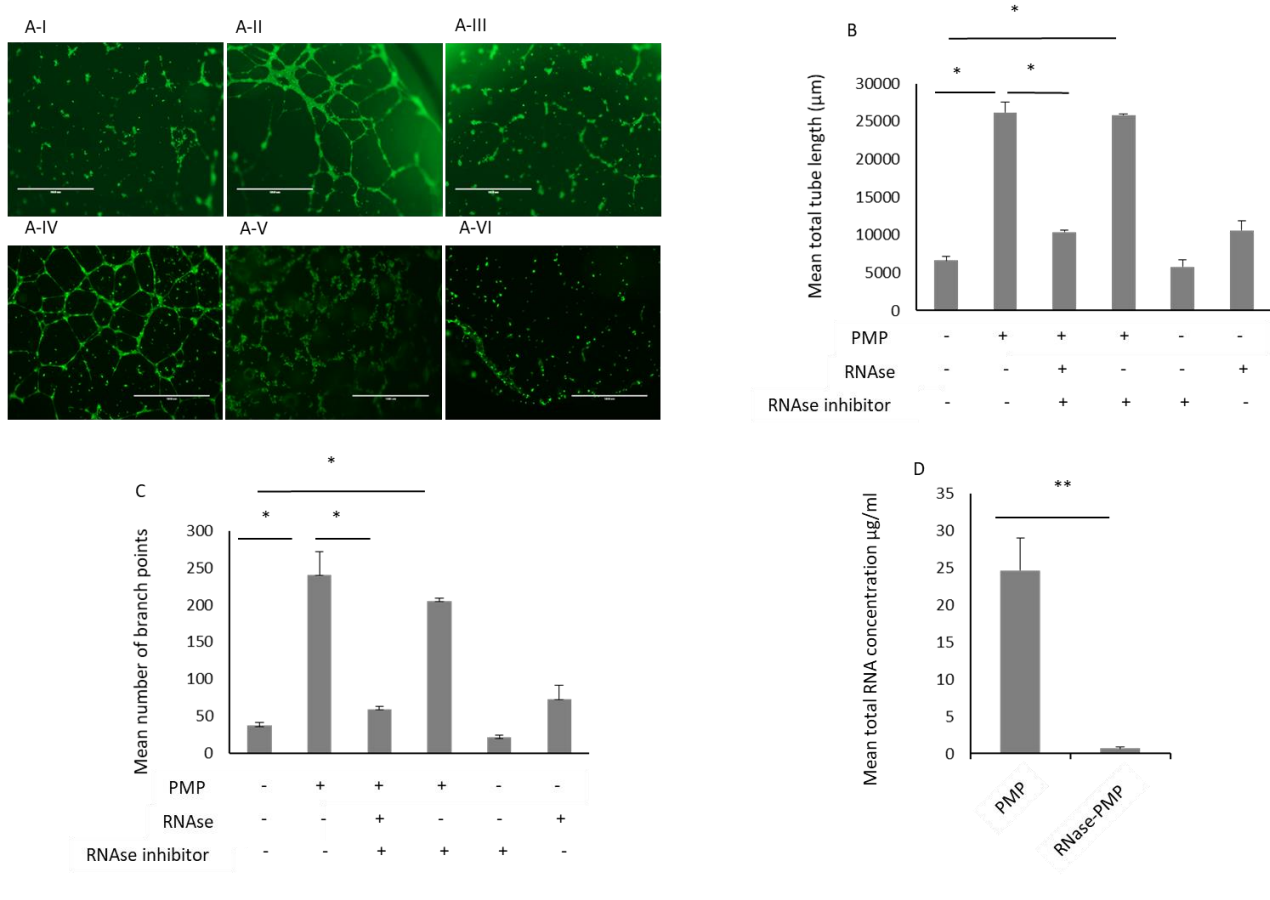 A-I
A-II
A-III
A-IV
A-V
A-VI
B
*
* *
Mean total tube length (µm)
30000
25000
20000
15000
10000
5000
0
PMP - + + + - -
RNAse - - + - - +
RNAse inhibitor - - + + + -
C
*
* *
Mean number of branch points
300
250
200
150
100
50
0
PMP - + + + - -
RNAse - - + - - +
RNAse inhibitor - - + + + -
D
**
Mean total RNA concentration µg/ml
35
30
25
20
15
10
5
0
PMP
RNase-PMP